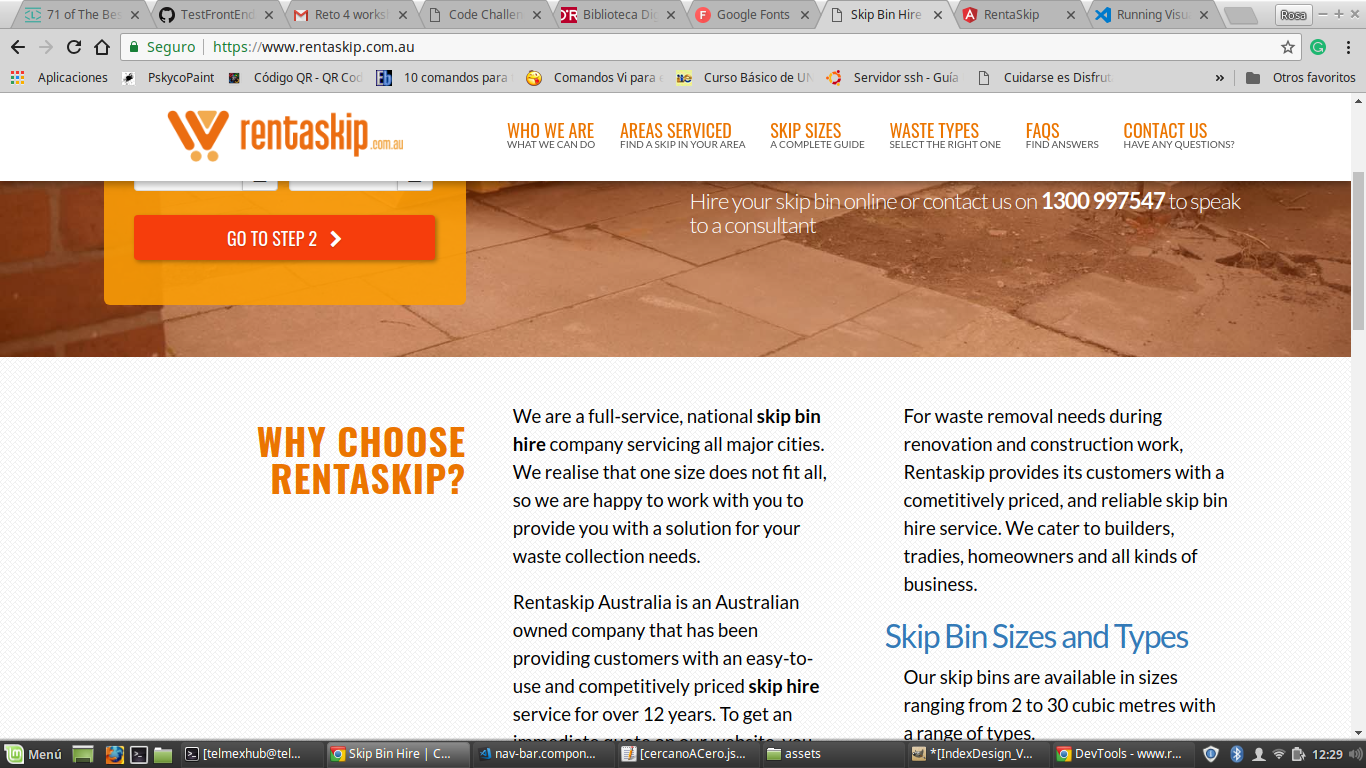 71 of The Bes
TestFrontEnd
Reto 4 works
Code Challen
Biblioteca Dig
Google Fonts
Skip Bin Hire
RentaSkip
Running Visua
Rosa
Seguro https://www.rentaskip.com.au
Aplicaciones
PskycoPaint
Código QR - QR Cod
10 comandos para
Comandos Vi para e
Curso Básico de UN
Servidor ssh - Guía
Cuidarse es Disfrut
»
Otros favoritos
rentaskip.com.au
WHO WE ARE
WHAT WE CAN DO
AREAS SERVICED
FIND A SKIP IN YOUR AREA
SKIP SIZES
A COMPLETE GUIDE
WASTE TYPES
SELECT THE RIGHT ONE
FAQS
FIND ANSWERS
CONTACT US
HAVE ANY QUESTIONS?
GO TO STEP 2
Hire your skip bin online or contact us on 1300 997547 to speak
to a consultant
WHY CHOOSE
RENTASKIP?
We are a full-service, national skip bin
hire company servicing all major cities.
We realise that one size does not fit all,
so we are happy to work with you to
provide you with a solution for your
waste collection needs.
Rentaskip Australia is an Australian
owned company that has been
providing customers with an easy-to-
use and competitively priced skip hire
service for over 12 years. To get an
immediate quote on our website, you
For waste removal needs during
renovation and construction work,
Rentaskip provides its customers with a
cometitively priced, and reliable skip bin
hire service. We cater to builders,
tradies, homeowners and all kinds of
business.
Skip Bin Sizes and Types
Our skip bins are available in sizes
ranging from 2 to 30 cubic metres with
a range of types.
Menú
[telmexhub@tel...
Skip Bin Hire | C...
nav-bar.compon...
[cercanoACero.js...
assets
*[IndexDesign_V...
DevTools - www.r...
12:29